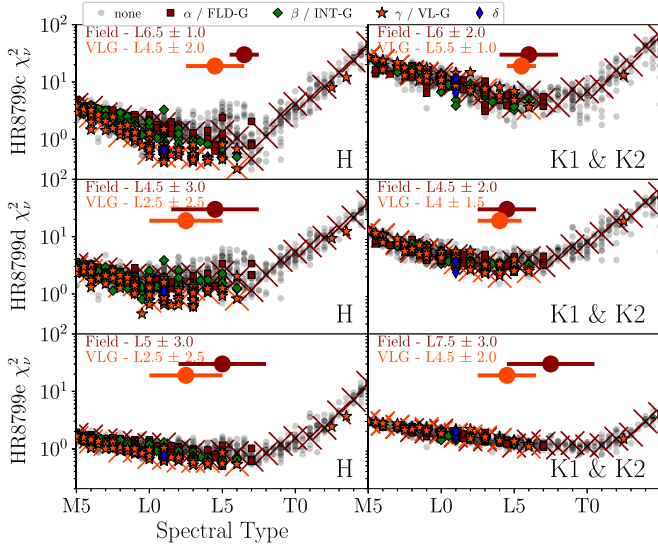 none α / FLD-G β / INT-G γ / VL-G δ
HR8799c χ²ν
10²
10¹
10⁰
Field - L6.5 ± 1.0
VLG - L4.5 ± 2.0
H
Field - L6 ± 2.0
VLG - L5.5 ± 1.0
K1 & K2
HR8799d χ²ν
10²
10¹
10⁰
Field - L4.5 ± 3.0
VLG - L2.5 ± 2.5
H
Field - L4.5 ± 2.0
VLG - L4 ± 1.5
K1 & K2
HR8799e χ²ν
10²
10¹
10⁰
Field - L5 ± 3.0
VLG - L2.5 ± 2.5
H
Field - L7.5 ± 3.0
VLG - L4.5 ± 2.0
K1 & K2
M5 L0 L5 T0
L0 L5 T0
Spectral Type